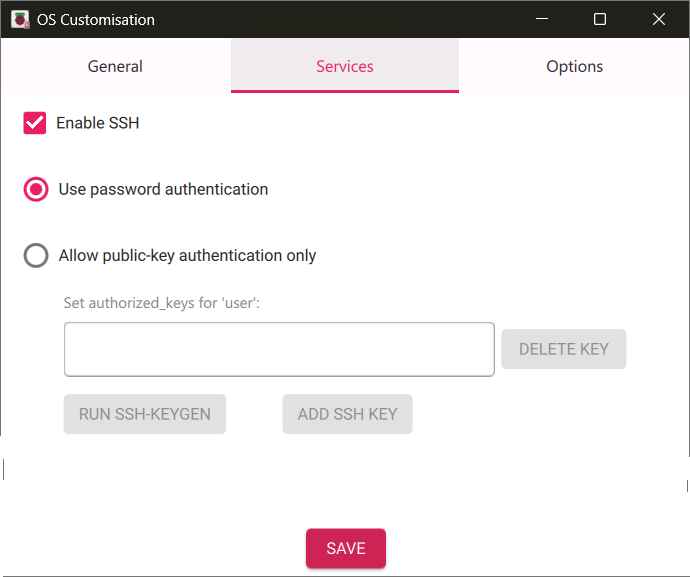 OS Customisation
General Services Options
Enable SSH
Use password authentication
Allow public-key authentication only
Set authorized_keys for 'user':
DELETE KEY
RUN SSH-KEYGEN ADD SSH KEY
SAVE